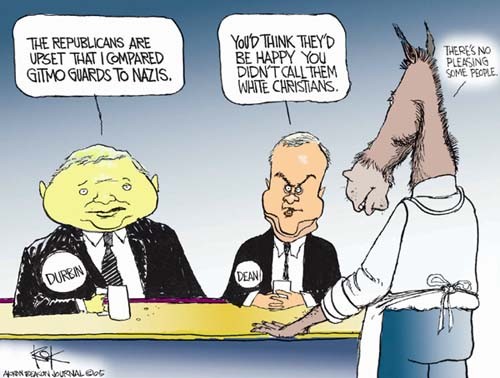 THE REPUBLICANS ARE
UPSET THAT I COMPARED
GITMO GUARDS TO NAZIS.
YOU'D THINK THEY'D
BE HAPPY YOU
DIDN'T CALL THEM
WHITE CHRISTIANS.
THERE'S NO
PLEASING
SOME PEOPLE.
DURBIN
DEAN
AKRON BEACON JOURNAL ©05